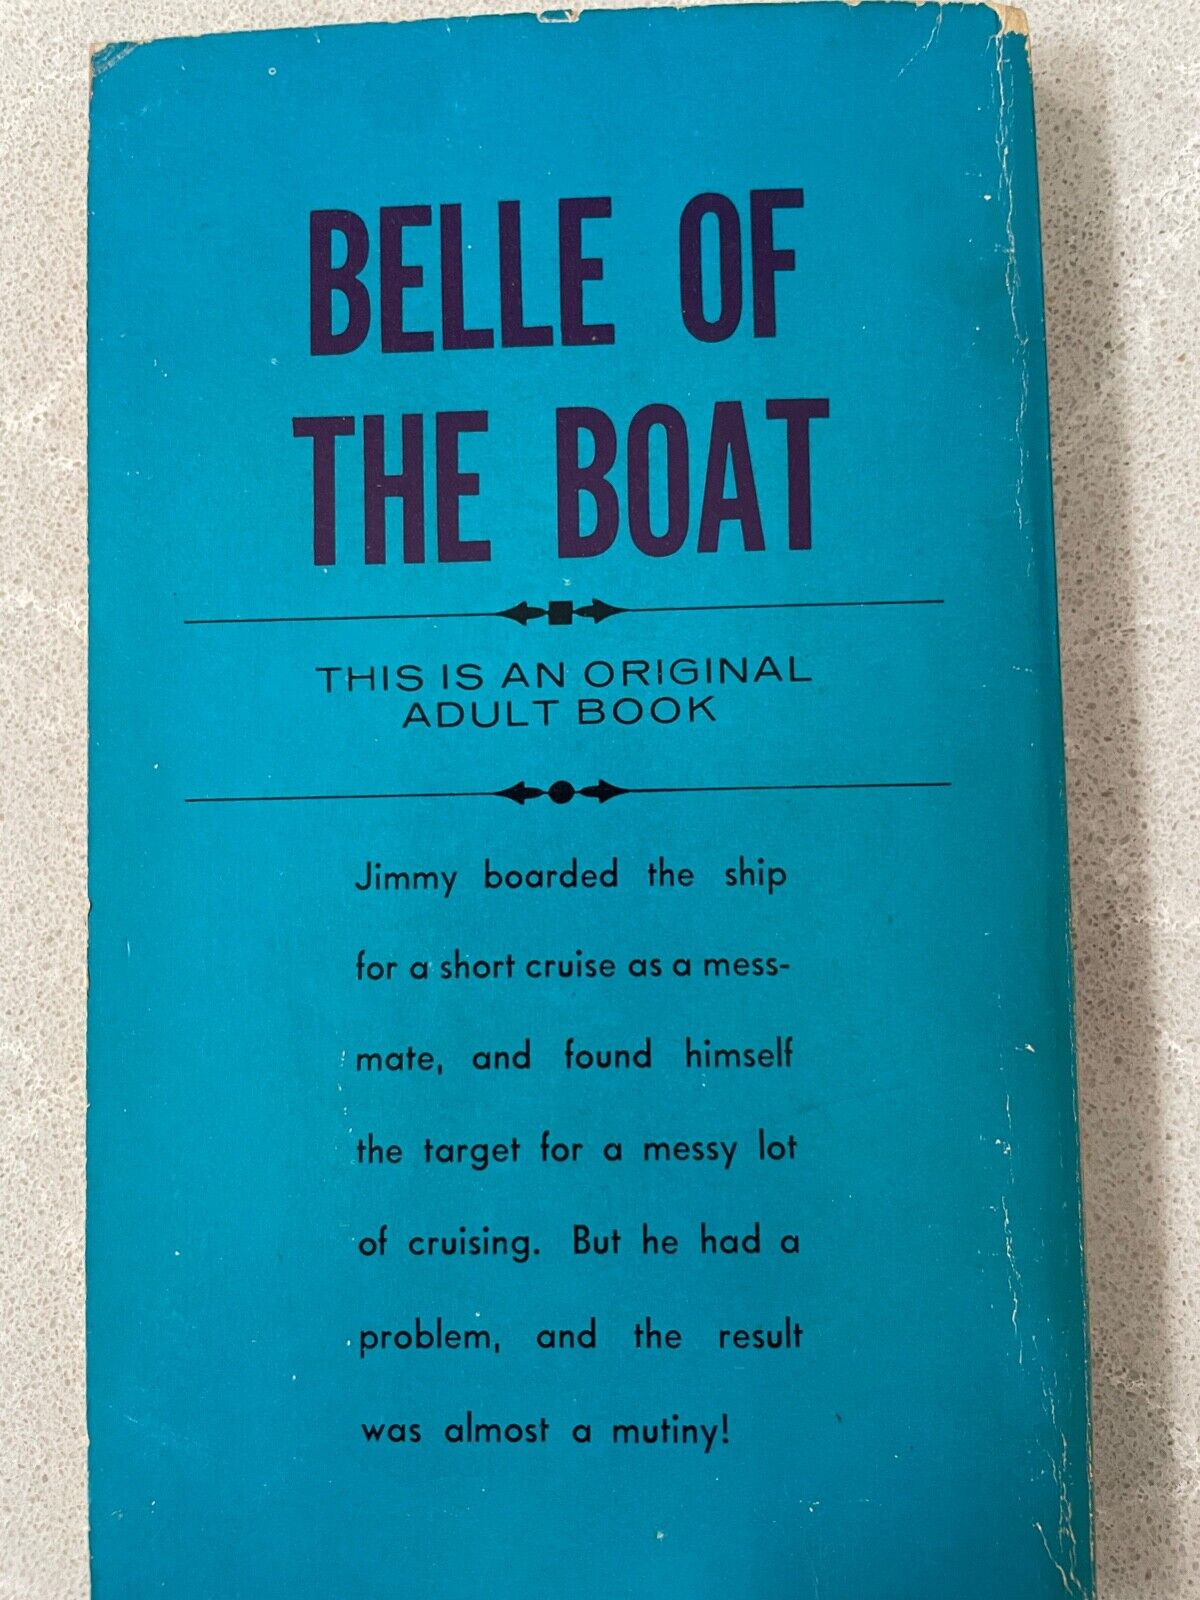 BELLE OF
THE BOAT
THIS IS AN ORIGINAL
ADULT BOOK
Jimmy boarded the ship
for a short cruise as a mess-
mate, and found himself
the target for a messy lot
of cruising. But he had a
problem, and the result
was almost a mutiny!